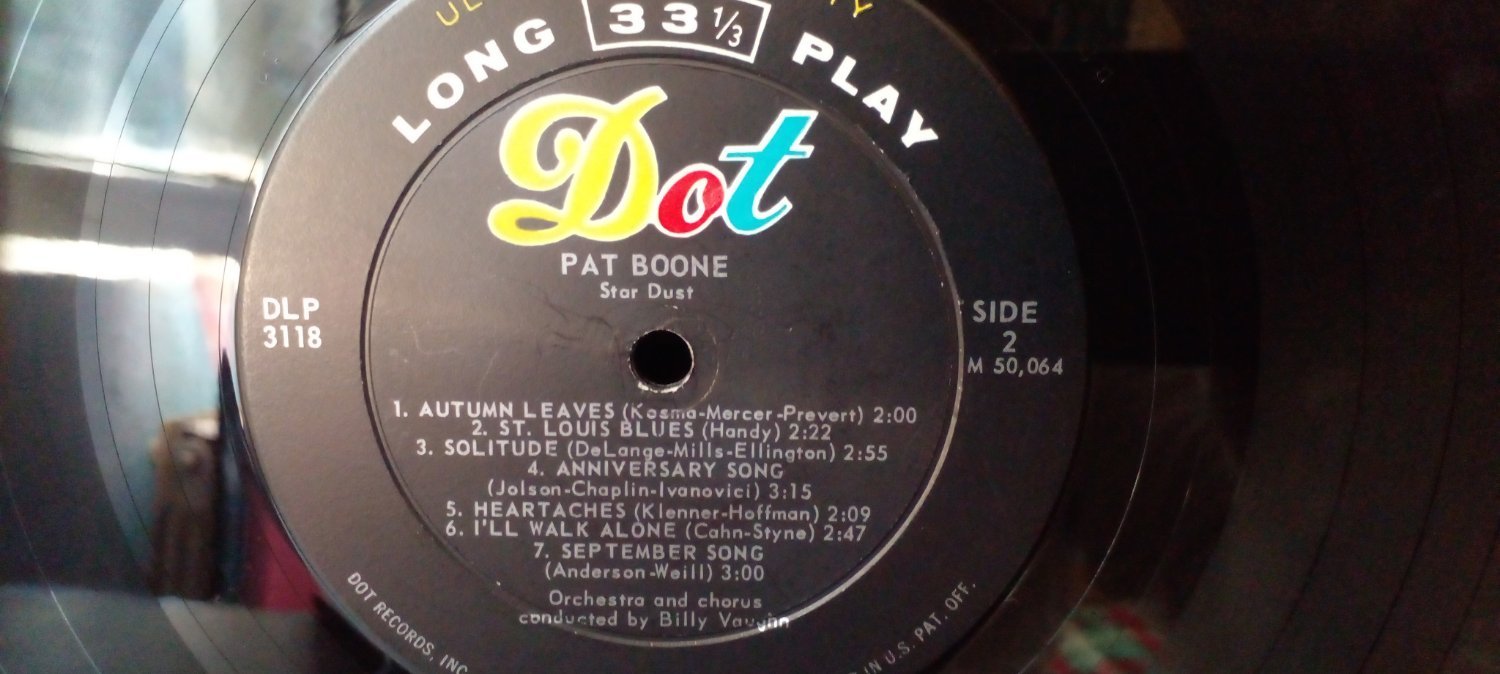 UL
TY
LONG 33 1/3 PLAY
Dot
PAT BOONE
Star Dust
DLP
3118
SIDE
2
M 50,064
1. AUTUMN LEAVES (Kosma-Mercer-Prevert) 2:00
2. ST. LOUIS BLUES (Handy) 2:22
3. SOLITUDE (DeLange-Mills-Ellington) 2:55
4. ANNIVERSARY SONG
(Jolson-Chaplin-Ivanovici) 3:15
5. HEARTACHES (Klenner-Hoffman) 2:09
6. I'LL WALK ALONE (Cahn-Styne) 2:47
7. SEPTEMBER SONG
(Anderson-Weill) 3:00
Orchestra and chorus
conducted by Billy Vaughn
DOT RECORDS, INC
IN U.S. PAT. OFF.